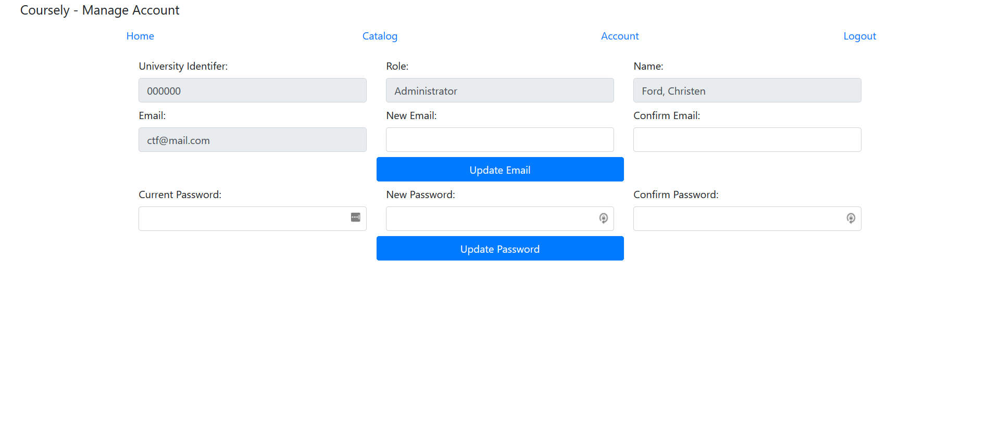 Coursely - Manage Account
Home Catalog Account Logout
University Identifer: Role: Name:
000000 Administrator Ford, Christen
Email: New Email: Confirm Email:
ctf@mail.com
Update Email
Current Password: New Password: Confirm Password:
Update Password